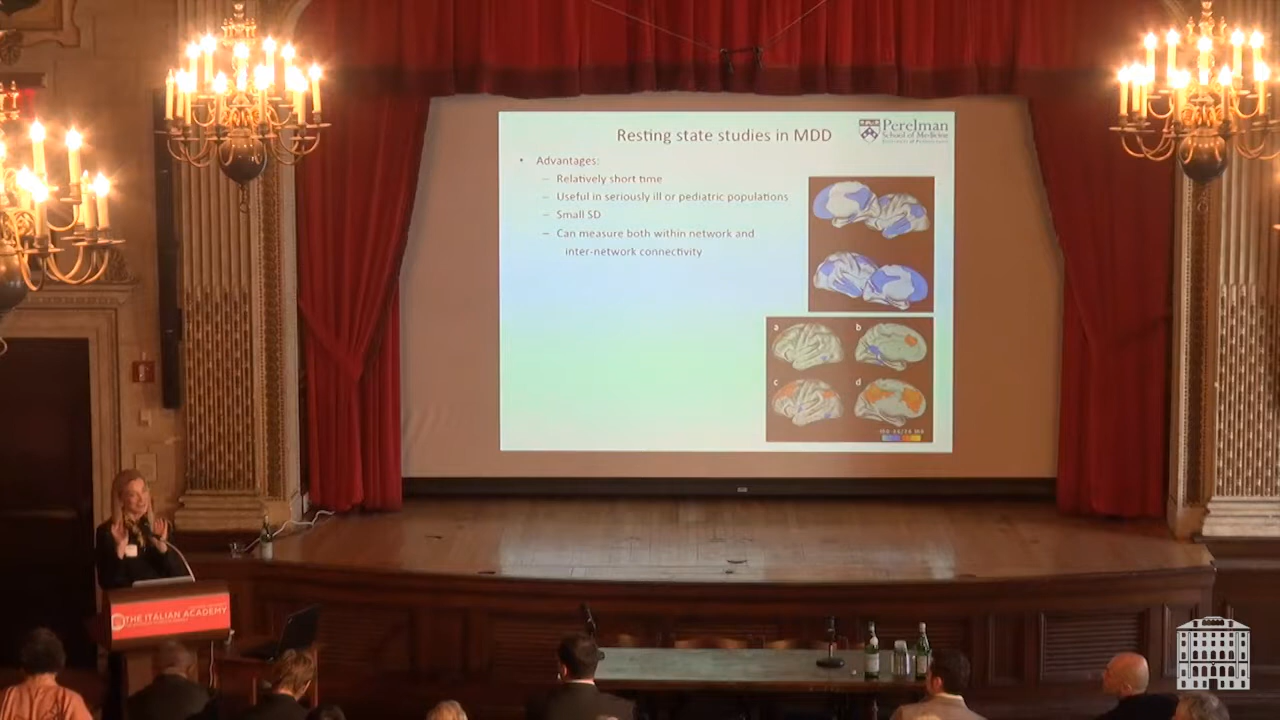 Resting state studies in MDD
Perelman
School of Medicine
• Advantages:
– Relatively short time
– Useful in seriously ill or pediatric populations
– Small SD
– Can measure both within network and
inter-network connectivity
a
b
c
d
THE ITALIAN ACADEMY